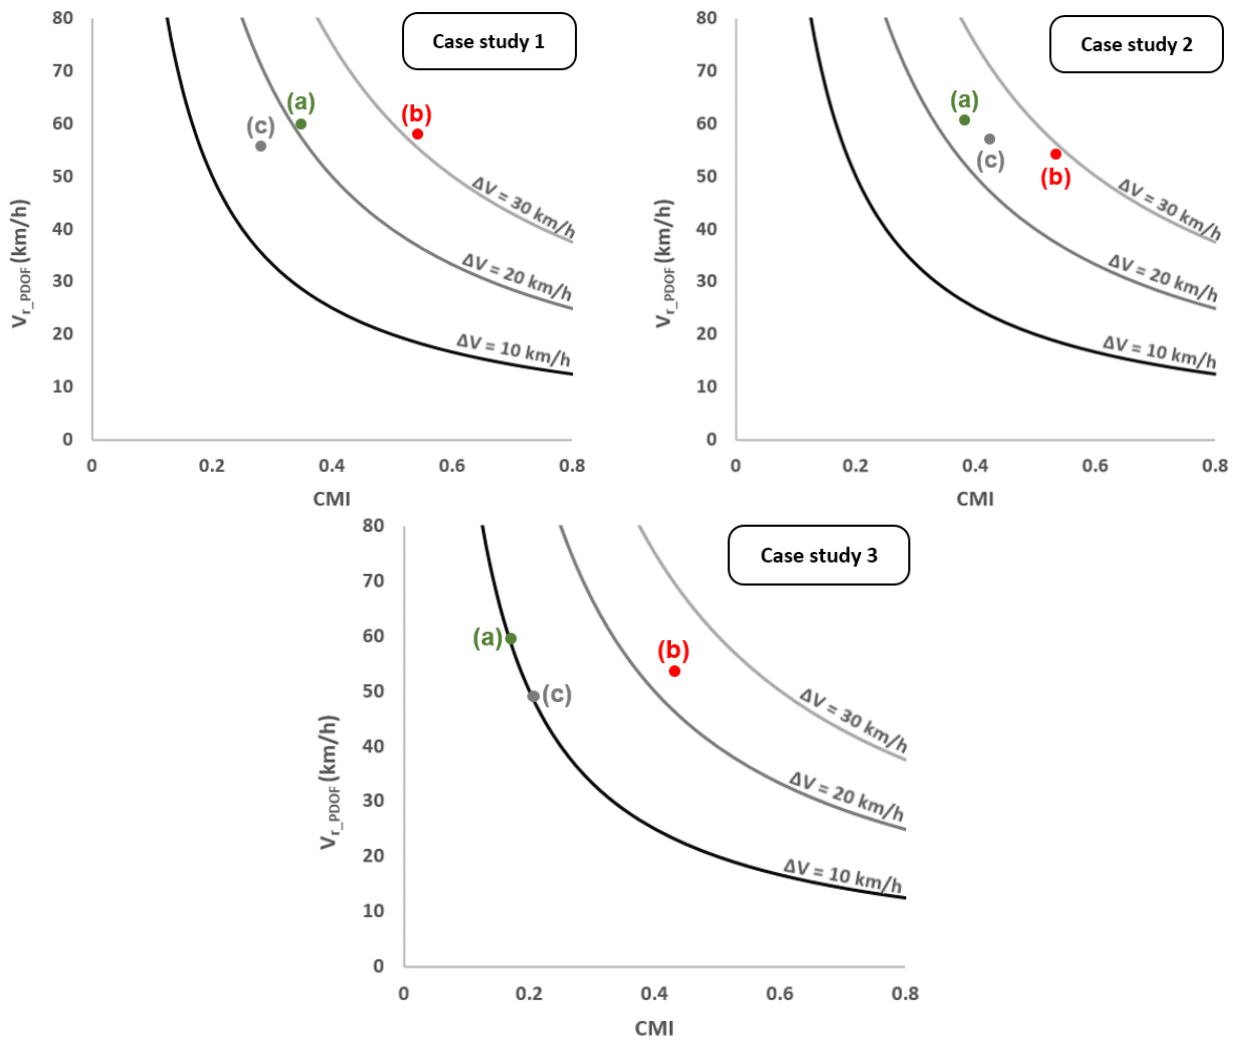 Case study 1
80
70
60
50
40
30
20
10
0
V_r_PDOF (km/h)
(a)
(b)
(c)
ΔV = 30 km/h
ΔV = 20 km/h
ΔV = 10 km/h
0 0.2 0.4 0.6 0.8
CMI
Case study 2
80
70
60
50
40
30
20
10
0
V_r_PDOF (km/h)
(a)
(c)
(b)
ΔV = 30 km/h
ΔV = 20 km/h
ΔV = 10 km/h
0 0.2 0.4 0.6 0.8
CMI
Case study 3
80
70
60
50
40
30
20
10
0
V_r_PDOF (km/h)
(a)
(b)
(c)
ΔV = 30 km/h
ΔV = 20 km/h
ΔV = 10 km/h
0 0.2 0.4 0.6 0.8
CMI